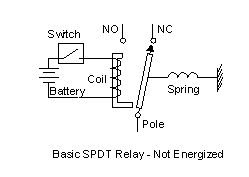 NO
NC
Switch
Coil
Battery
Spring
Pole
Basic SPDT Relay - Not Energized